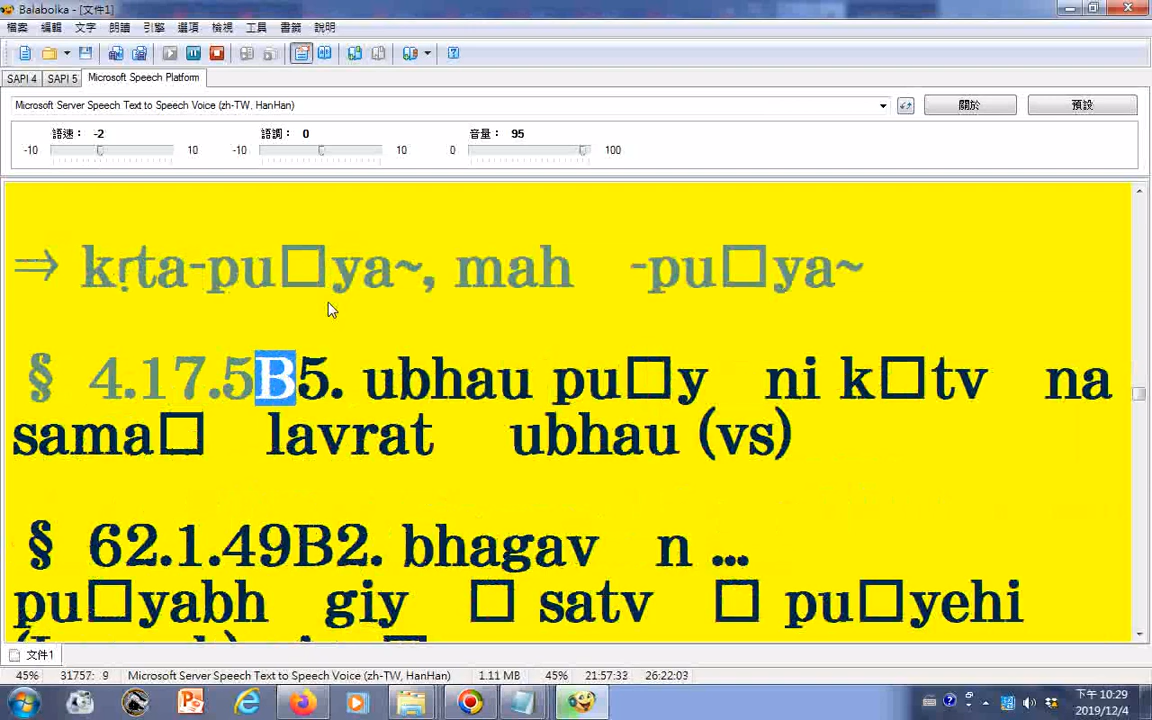 Balabolka - [文件1]
檔案 編輯 文字 朗讀 引擎 選項 檢視 工具 書籤 說明
SAPI 4 SAPI 5 Microsoft Speech Platform
Microsoft Server Speech Text to Speech Voice (zh-TW, HanHan) 關於 預設
語速： -2 語調： 0 音量： 95
-10 10 -10 10 0 100
⇒ kṛta-pu□ya~, mah -pu□ya~
§ 4.17.5B5. ubhau pu□y ni k□tv na
sama□ lavrat ubhau (vs)
§ 62.1.49B2. bhagav n ...
pu□yabh giy □ satv □ pu□yehi
文件1
45% 31757: 9 Microsoft Server Speech Text to Speech Voice (zh-TW, HanHan) 1.11 MB 45% 21:57:33 26:22:03
下午 10:29
2019/12/4